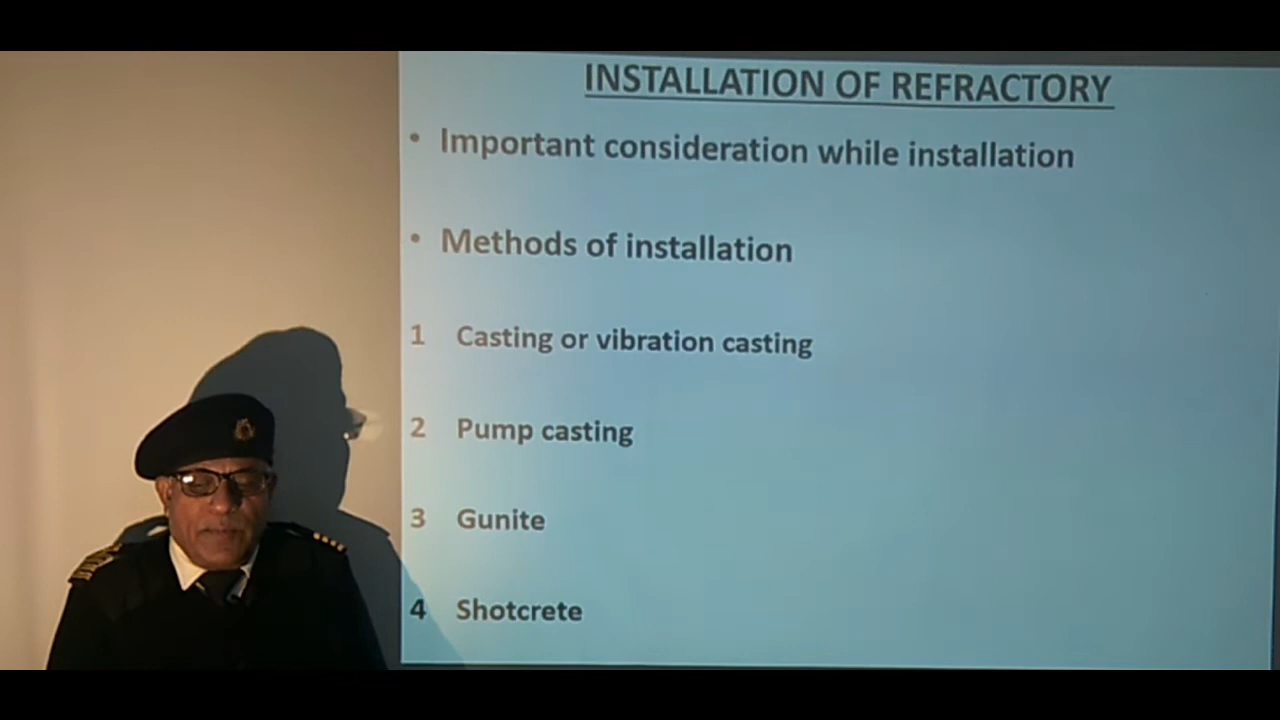 INSTALLATION OF REFRACTORY
• Important consideration while installation
• Methods of installation
1 Casting or vibration casting
2 Pump casting
3 Gunite
4 Shotcrete